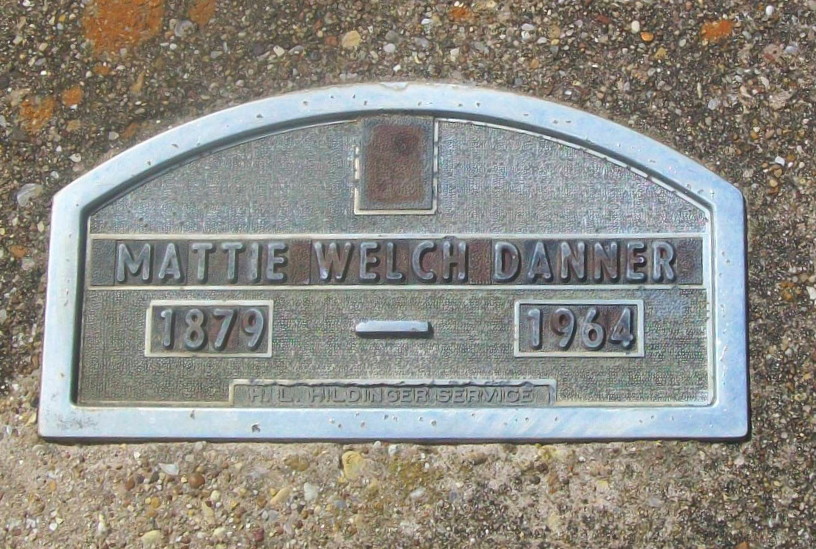 MATTIE WELCH DANNER
1879 — 1964
H. L. HILDINGER SERVICE